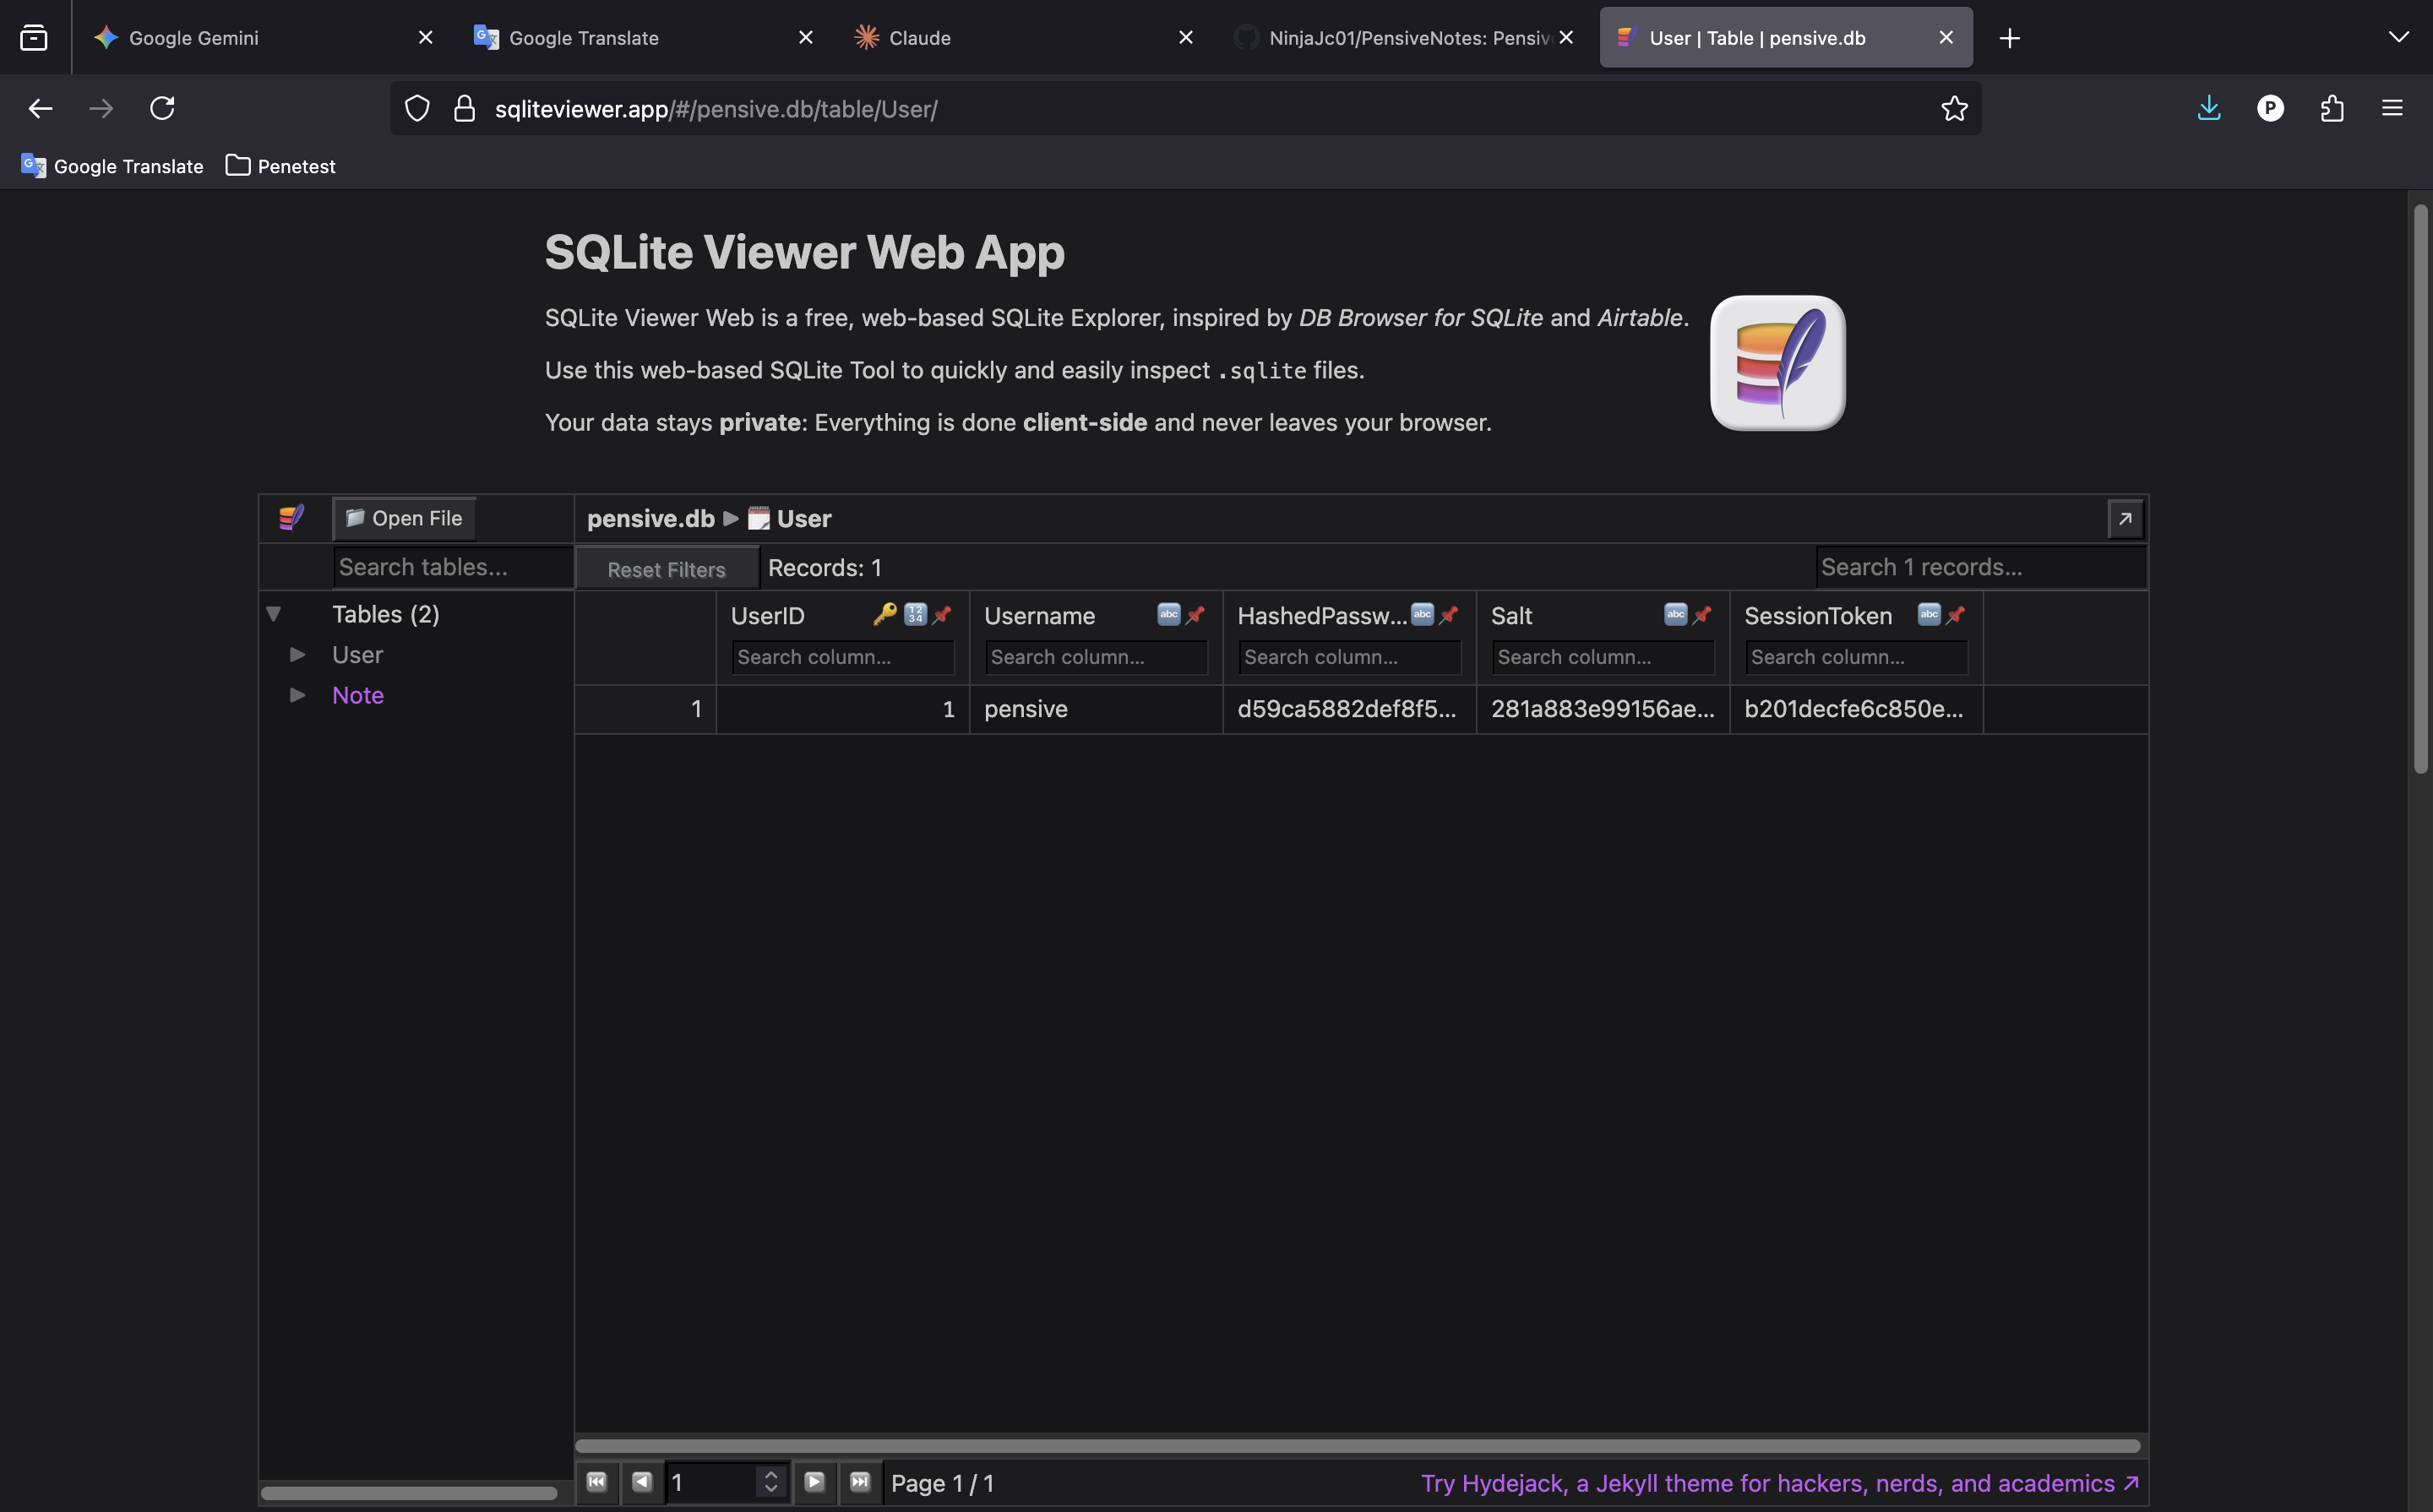 Google Gemini
Google Translate
Claude
NinjaJc01/PensiveNotes: Pensiv
User | Table | pensive.db
sqliteviewer.app/#/pensive.db/table/User/
P
Google Translate
Penetest
SQLite Viewer Web App
SQLite Viewer Web is a free, web-based SQLite Explorer, inspired by DB Browser for SQLite and Airtable.
Use this web-based SQLite Tool to quickly and easily inspect .sqlite files.
Your data stays private: Everything is done client-side and never leaves your browser.
Open File
pensive.db ▶ User
Search tables...
Reset Filters
Records: 1
Search 1 records...
Tables (2)
User
Note
UserID
Username
HashedPassw...
Salt
SessionToken
Search column...
Search column...
Search column...
Search column...
Search column...
1
1
pensive
d59ca5882def8f5...
281a883e99156ae...
b201decfe6c850e...
1
Page 1 / 1
Try Hydejack, a Jekyll theme for hackers, nerds, and academics ↗